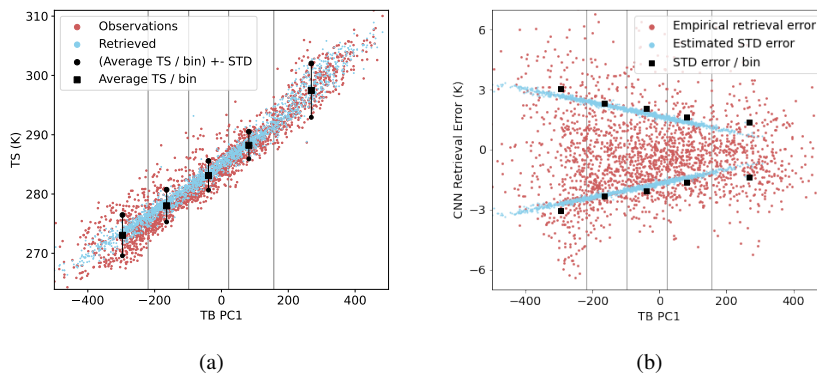 310
300
290
280
270
TS (K)
Observations
Retrieved
(Average TS / bin) +- STD
Average TS / bin
−400
−200
0
200
400
TB PC1
(a)
6
3
0
−3
−6
CNN Retrieval Error (K)
Empirical retrieval error
Estimated STD error
STD error / bin
−400
−200
0
200
400
TB PC1
(b)